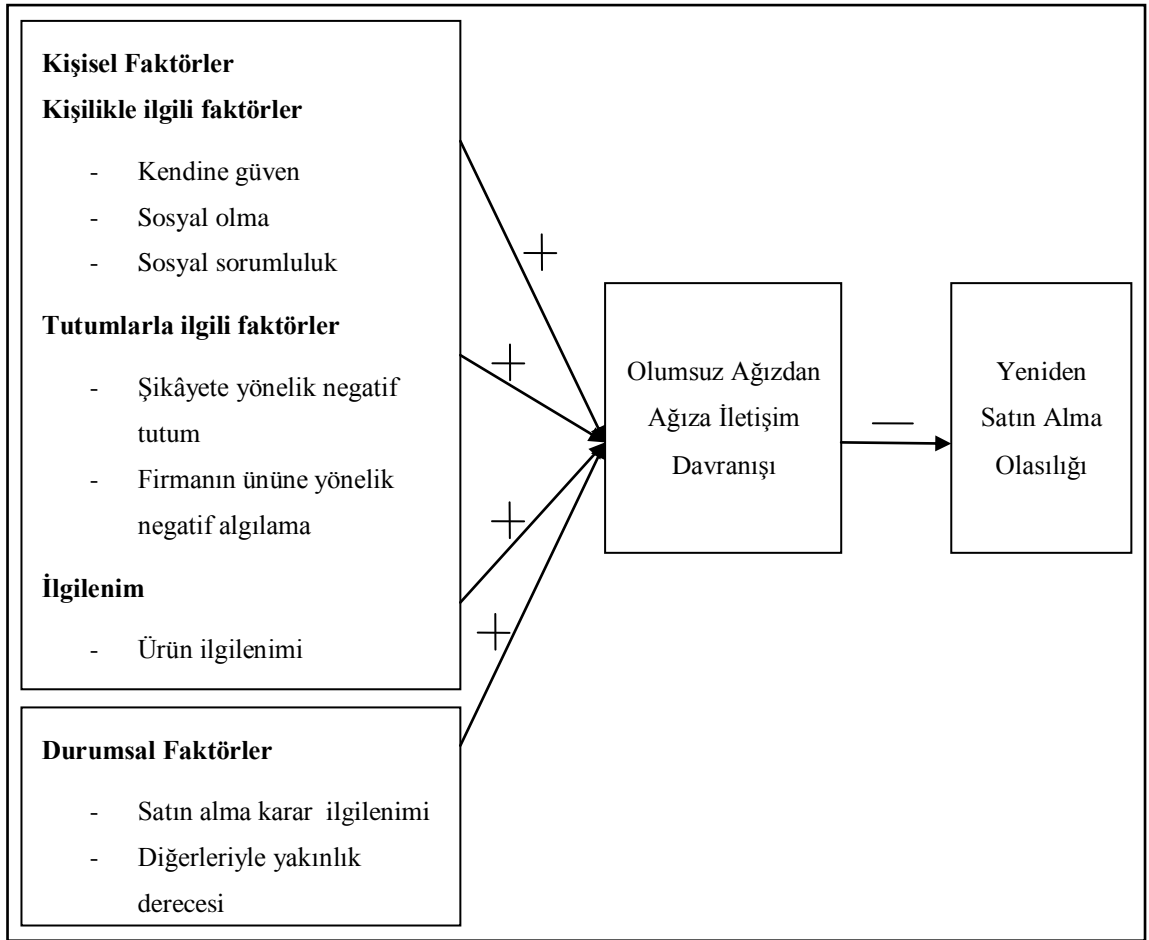 Kişisel Faktörler
Kişilikle ilgili faktörler
- Kendine güven
- Sosyal olma
- Sosyal sorumluluk
Tutumlarla ilgili faktörler
- Şikâyete yönelik negatif
tutum
- Firmanın ününe yönelik
negatif algılama
İlgilenim
- Ürün ilgilenimi
Durumsal Faktörler
- Satın alma karar ilgilenimi
- Diğerleriyle yakınlık
derecesi
+
+
+
+
Olumsuz Ağızdan
Ağıza İletişim
Davranışı
—
Yeniden
Satın Alma
Olasılığı